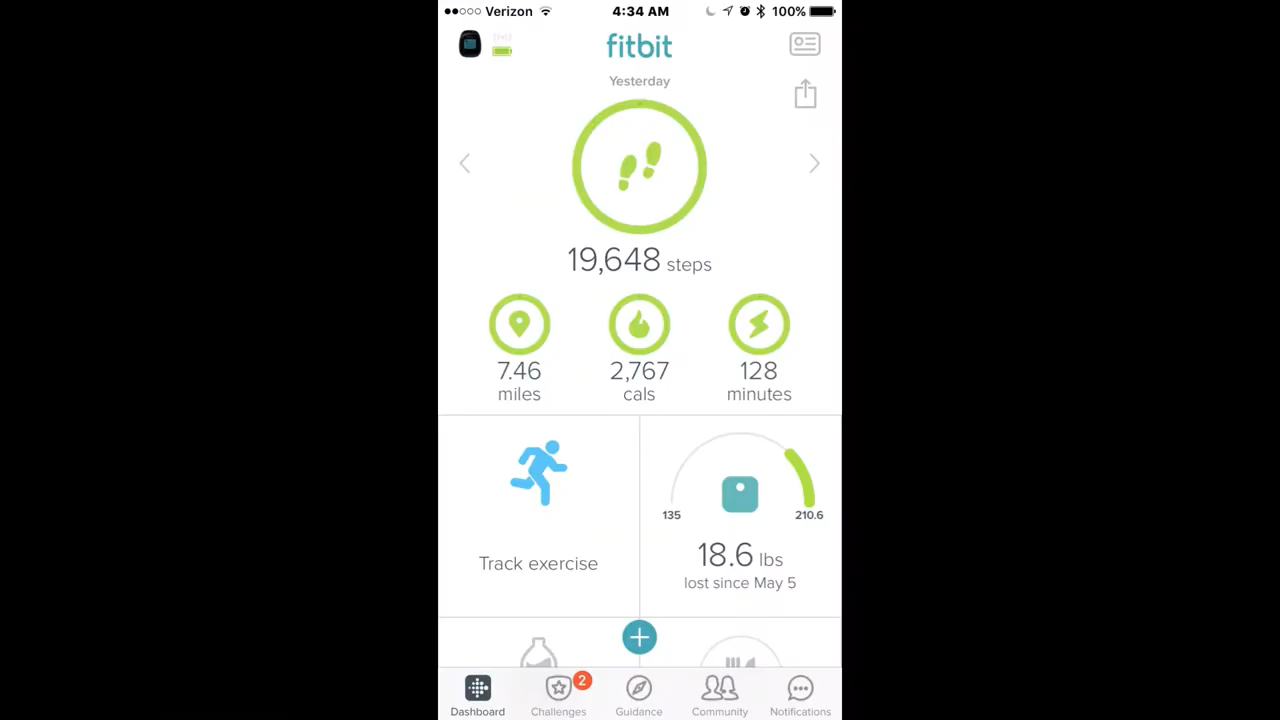 Verizon 4:34 AM 100%
fitbit
Yesterday
19,648 steps
7.46 2,767 128
miles cals minutes
135 210.6
18.6 lbs
Track exercise lost since May 5
2
Dashboard Challenges Guidance Community Notifications